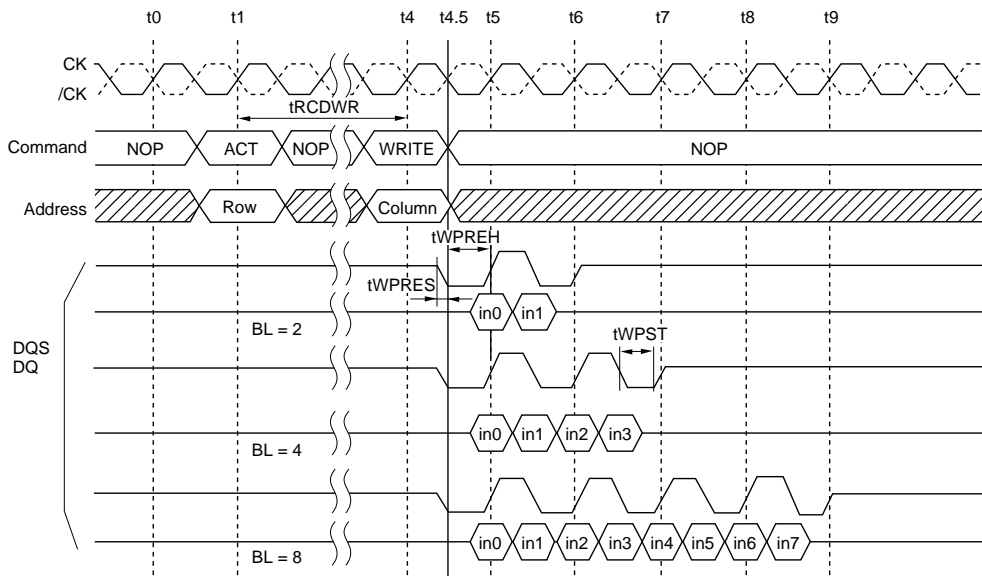 t0 t1 t4 t4.5 t5 t6 t7 t8 t9
CK
/CK
tRCDWR
Command NOP ACT NOP WRITE NOP
Address Row Column
tWPREH
tWPRES
in0 in1
BL = 2
tWPST
DQS
DQ
in0 in1 in2 in3
BL = 4
in0 in1 in2 in3 in4 in5 in6 in7
BL = 8